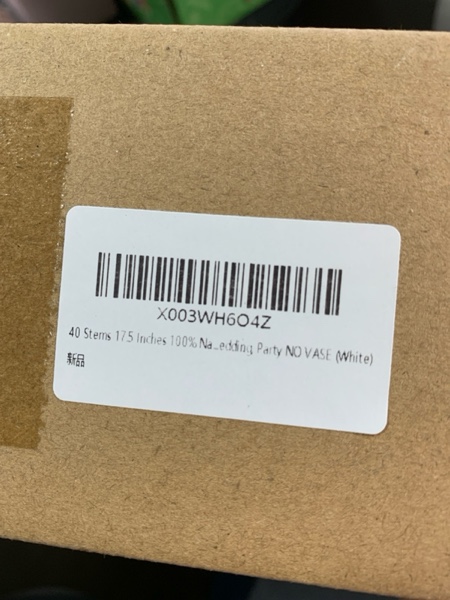 X003WH6O4Z
40 Stems 17.5 Inches 100% Na...edding Party NO VASE (White)
新品